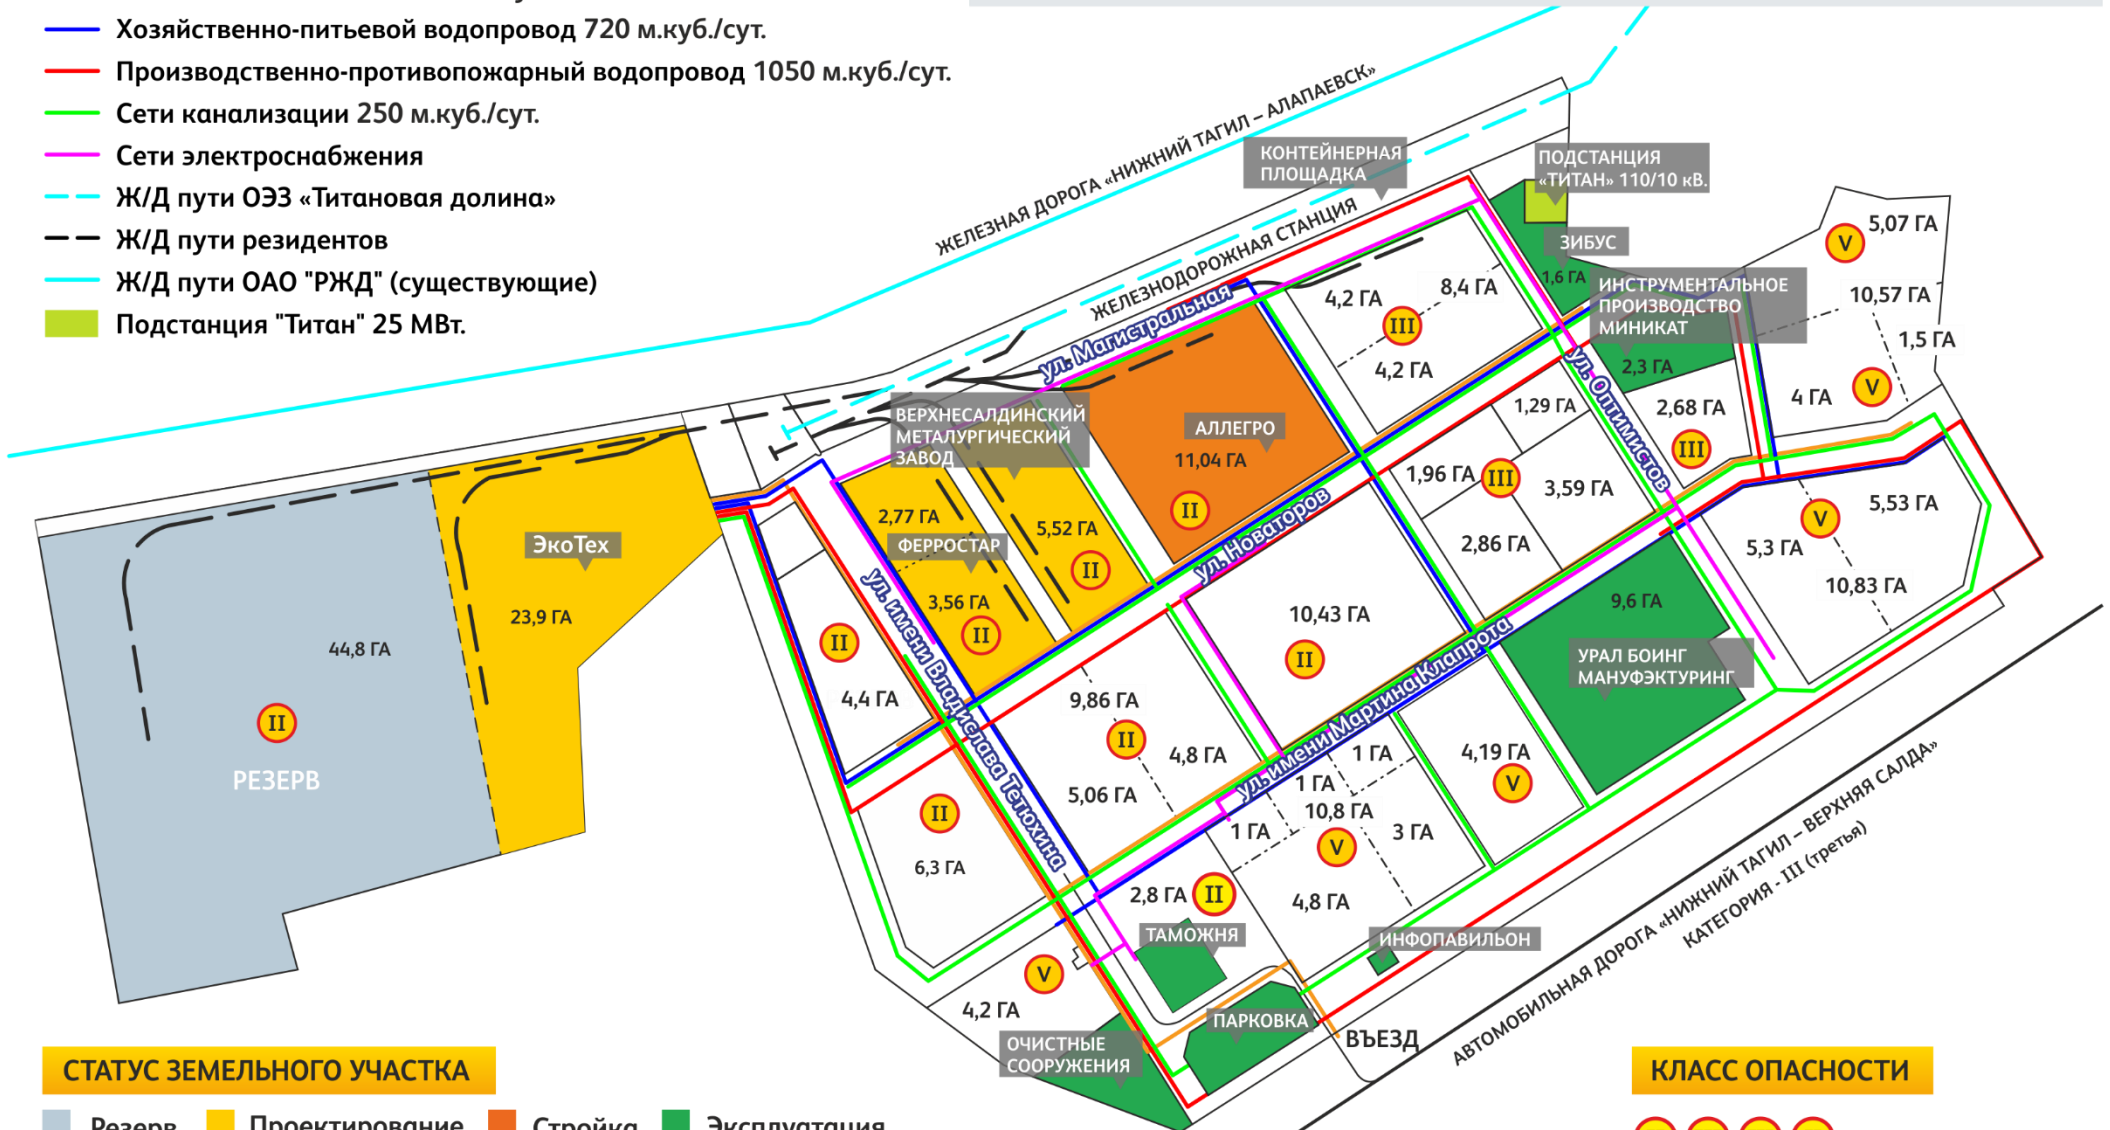 Хозяйственно-питьевой водопровод 720 м.куб./сут.
Производственно-противопожарный водопровод 1050 м.куб./сут.
Сети канализации 250 м.куб./сут.
Сети электроснабжения
Ж/Д пути ОЭЗ «Титановая долина»
Ж/Д пути резидентов
Ж/Д пути ОАО "РЖД" (существующие)
Подстанция "Титан" 25 МВт.
ЖЕЛЕЗНАЯ ДОРОГА «НИЖНИЙ ТАГИЛ – АЛАПАЕВСК»
КОНТЕЙНЕРНАЯ
ПЛОЩАДКА
ЖЕЛЕЗНОДОРОЖНАЯ СТАНЦИЯ
ПОДСТАНЦИЯ
«ТИТАН» 110/10 кВ.
ЗИБУС
1,6 ГА
ИНСТРУМЕНТАЛЬНОЕ
ПРОИЗВОДСТВО
МИНИКАТ
2,3 ГА
V
5,07 ГА
10,57 ГА
1,5 ГА
4 ГА
V
ул. Магистральная
4,2 ГА
8,4 ГА
III
4,2 ГА
ул. Оптимистов
2,68 ГА
III
ВЕРХНЕСАЛДИНСКИЙ
МЕТАЛУРГИЧЕСКИЙ
ЗАВОД
АЛЛЕГРО
11,04 ГА
II
1,29 ГА
1,96 ГА
III
3,59 ГА
2,86 ГА
5,53 ГА
V
5,3 ГА
10,83 ГА
2,77 ГА
ФЕРРОСТАР
5,52 ГА
II
3,56 ГА
II
ул. Новаторов
ЭкоТех
23,9 ГА
44,8 ГА
II
РЕЗЕРВ
II
4,4 ГА
ул. имени Владислава Тетюхина
10,43 ГА
II
9,6 ГА
УРАЛ БОИНГ
МАНУФЭКТУРИНГ
ул. имени Мартина Клапрота
9,86 ГА
II
4,8 ГА
5,06 ГА
1 ГА
1 ГА
10,8 ГА
1 ГА
V
3 ГА
4,8 ГА
4,19 ГА
V
II
6,3 ГА
2,8 ГА
II
ТАМОЖНЯ
ИНФОПАВИЛЬОН
V
4,2 ГА
ОЧИСТНЫЕ
СООРУЖЕНИЯ
ПАРКОВКА
ВЪЕЗД
АВТОМОБИЛЬНАЯ ДОРОГА «НИЖНИЙ ТАГИЛ – ВЕРХНЯЯ САЛДА»
КАТЕГОРИЯ - III (третья)
СТАТУС ЗЕМЕЛЬНОГО УЧАСТКА
Резерв
Проектирование
Стройка
Эксплуатация
КЛАСС ОПАСНОСТИ